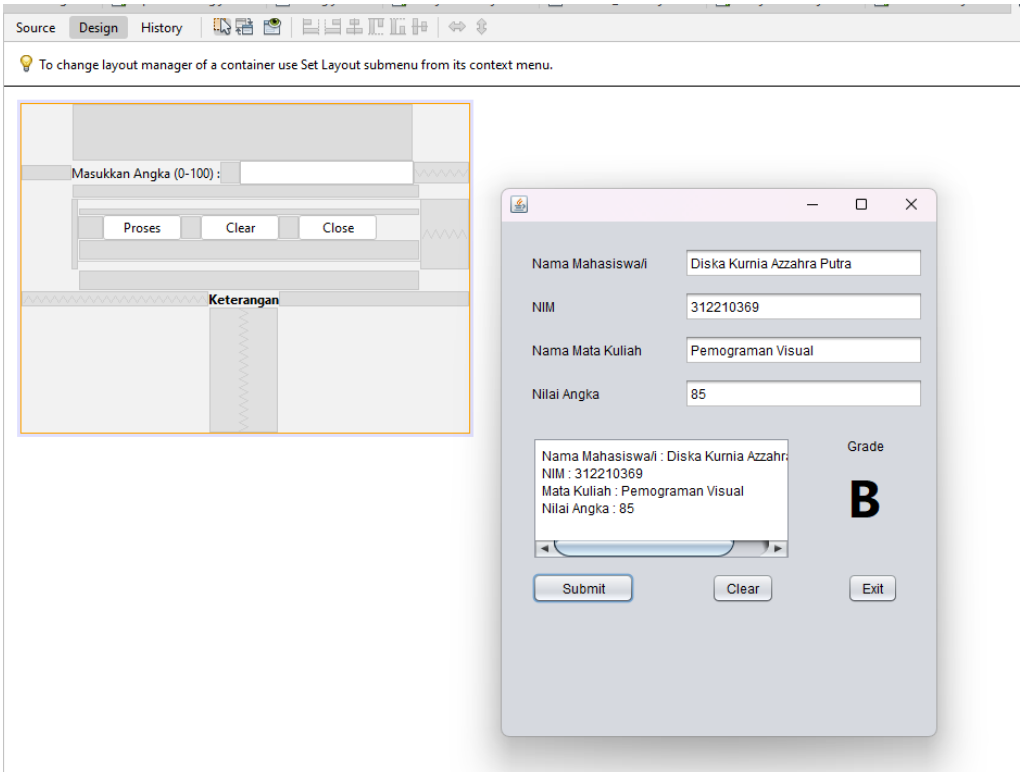 Source Design History
To change layout manager of a container use Set Layout submenu from its context menu.
Masukkan Angka (0-100) :
Proses Clear Close
Keterangan
Nama Mahasiswa/i Diska Kurnia Azzahra Putra
NIM 312210369
Nama Mata Kuliah Pemograman Visual
Nilai Angka 85
Nama Mahasiswa/i : Diska Kurnia Azzahra
NIM : 312210369
Mata Kuliah : Pemograman Visual
Nilai Angka : 85
Grade
B
Submit Clear Exit